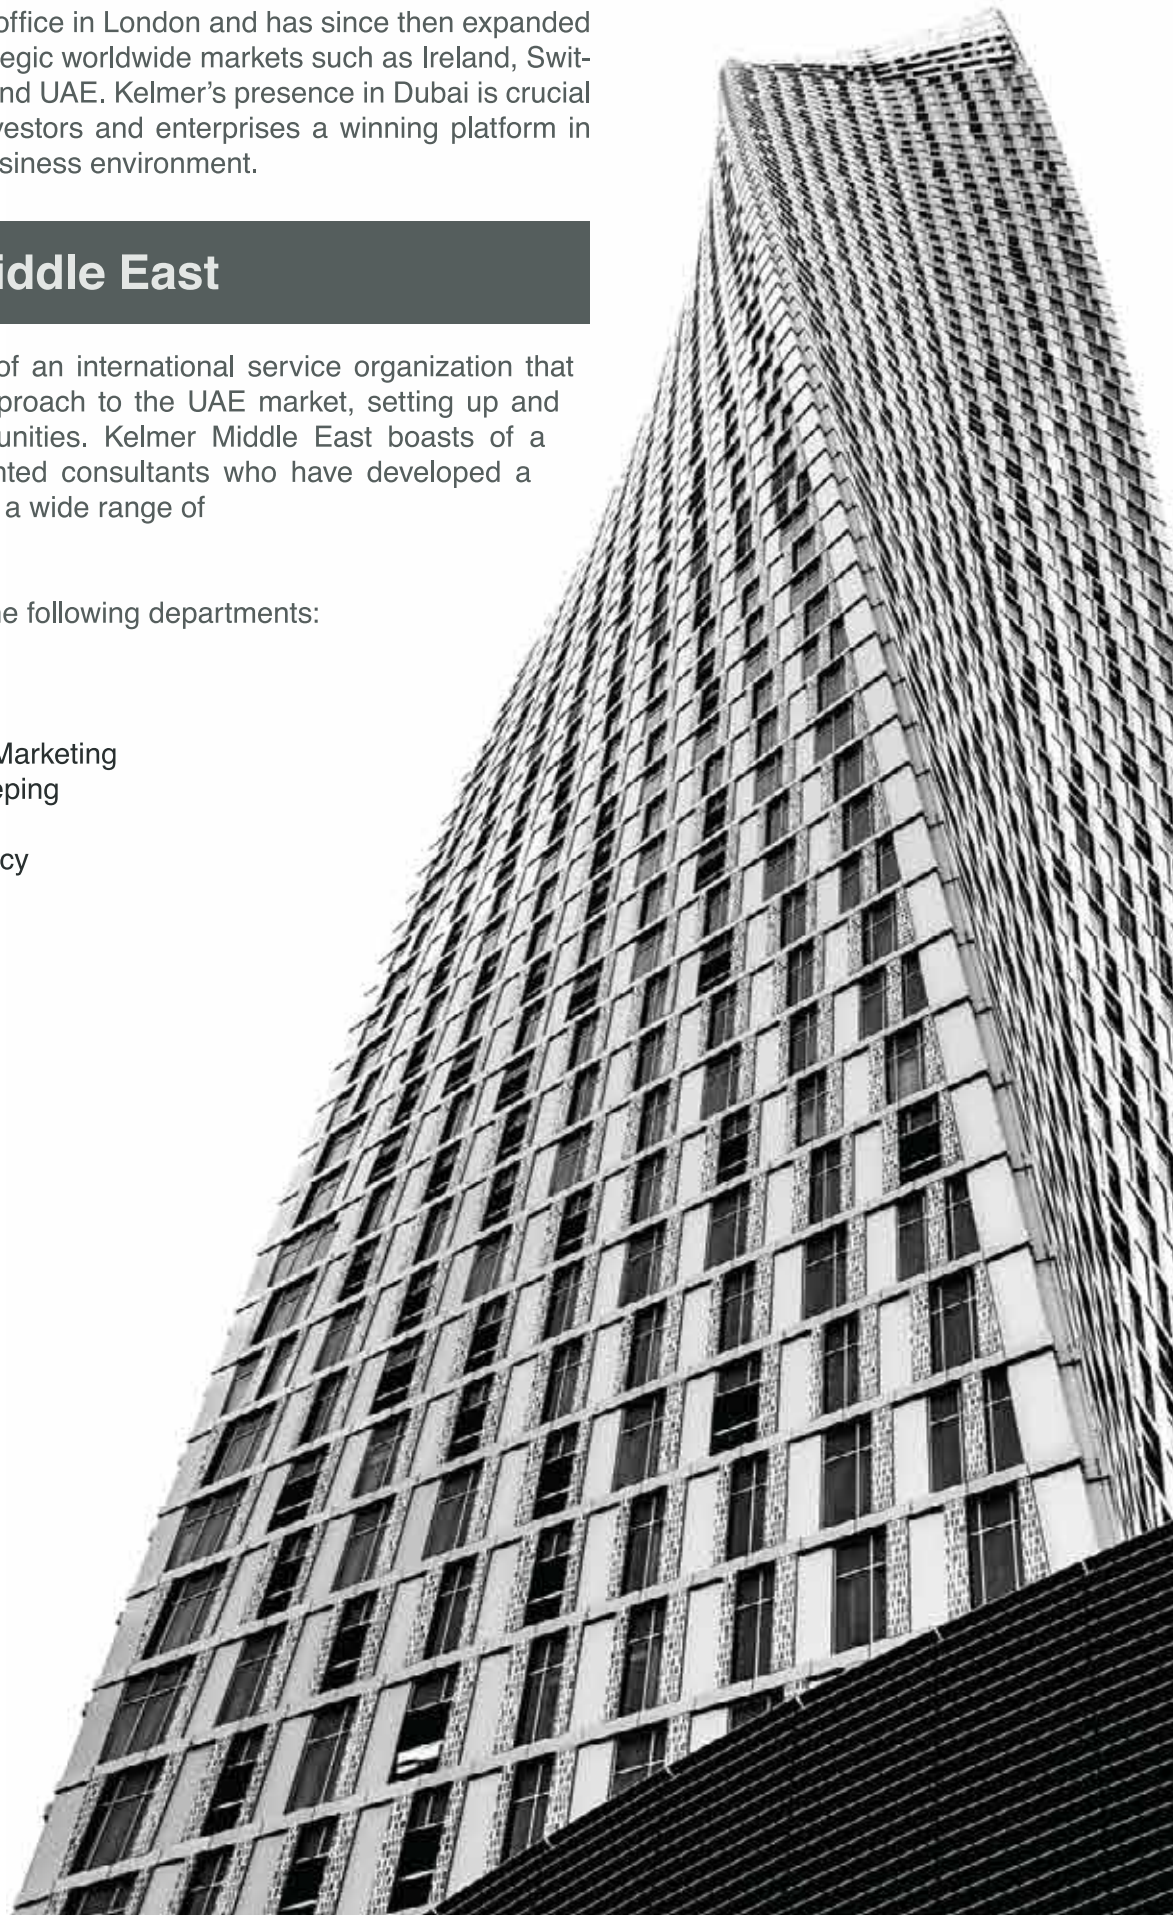 office in London and has since then expanded
egic worldwide markets such as Ireland, Swit-
nd UAE. Kelmer’s presence in Dubai is crucial
vestors and enterprises a winning platform in
siness environment.
iddle East
of an international service organization that
proach to the UAE market, setting up and
unities. Kelmer Middle East boasts of a
nted consultants who have developed a
a wide range of
ne following departments:
Marketing
eping
cy